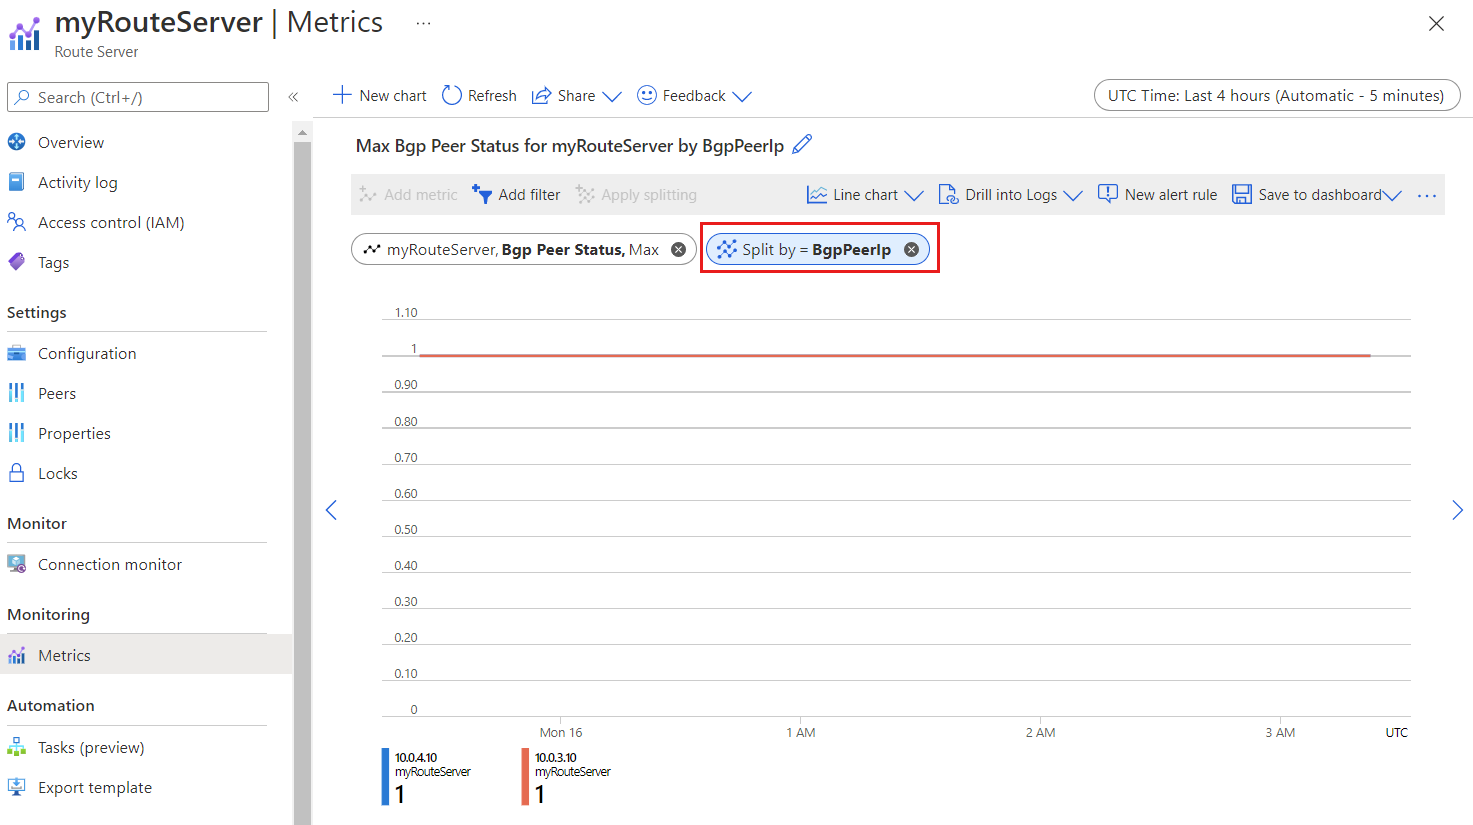 myRouteServer | Metrics ...
Route Server
Search (Ctrl+/)
«
Overview
Activity log
Access control (IAM)
Tags
Settings
Configuration
Peers
Properties
Locks
Monitor
Connection monitor
Monitoring
Metrics
Automation
Tasks (preview)
Export template
New chart Refresh Share Feedback
UTC Time: Last 4 hours (Automatic - 5 minutes)
Max Bgp Peer Status for myRouteServer by BgpPeerIp
Add metric Add filter Apply splitting Line chart Drill into Logs New alert rule Save to dashboard ...
myRouteServer, Bgp Peer Status, Max Split by = BgpPeerIp
1.10
1
0.90
0.80
0.70
0.60
0.50
0.40
0.30
0.20
0.10
0
Mon 16 1 AM 2 AM 3 AM UTC
10.0.4.10
myRouteServer
1
10.0.3.10
myRouteServer
1